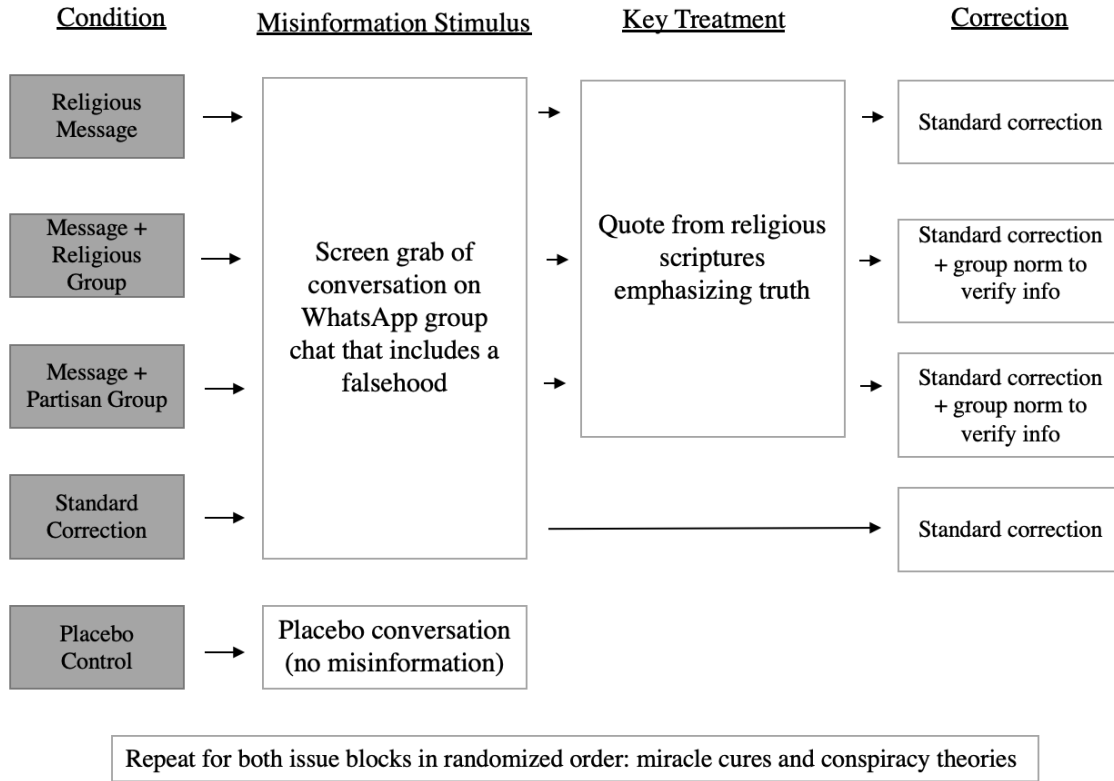 Condition
Misinformation Stimulus
Key Treatment
Correction
Religious
Message
Message +
Religious
Group
Message +
Partisan Group
Standard
Correction
Placebo
Control
Screen grab of
conversation on
WhatsApp group
chat that includes a
falsehood
Placebo conversation
(no misinformation)
Quote from religious
scriptures
emphasizing truth
Standard correction
Standard correction
+ group norm to
verify info
Standard correction
+ group norm to
verify info
Standard correction
Repeat for both issue blocks in randomized order: miracle cures and conspiracy theories